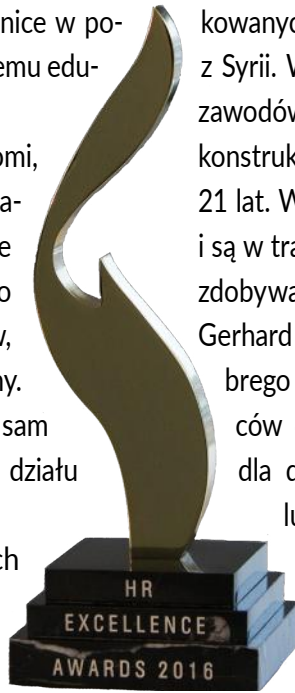 nice w po-
emu edu-
omi,
a-
e
o
w,
ny.
sam
działu
ch
kowanych
z Syrii. W
zawodów
konstruk
21 lat. W
i są w tra
zdobywa
Gerhard
brego
ców
dla d
lu
HR
EXCELLENCE
AWARDS 2016